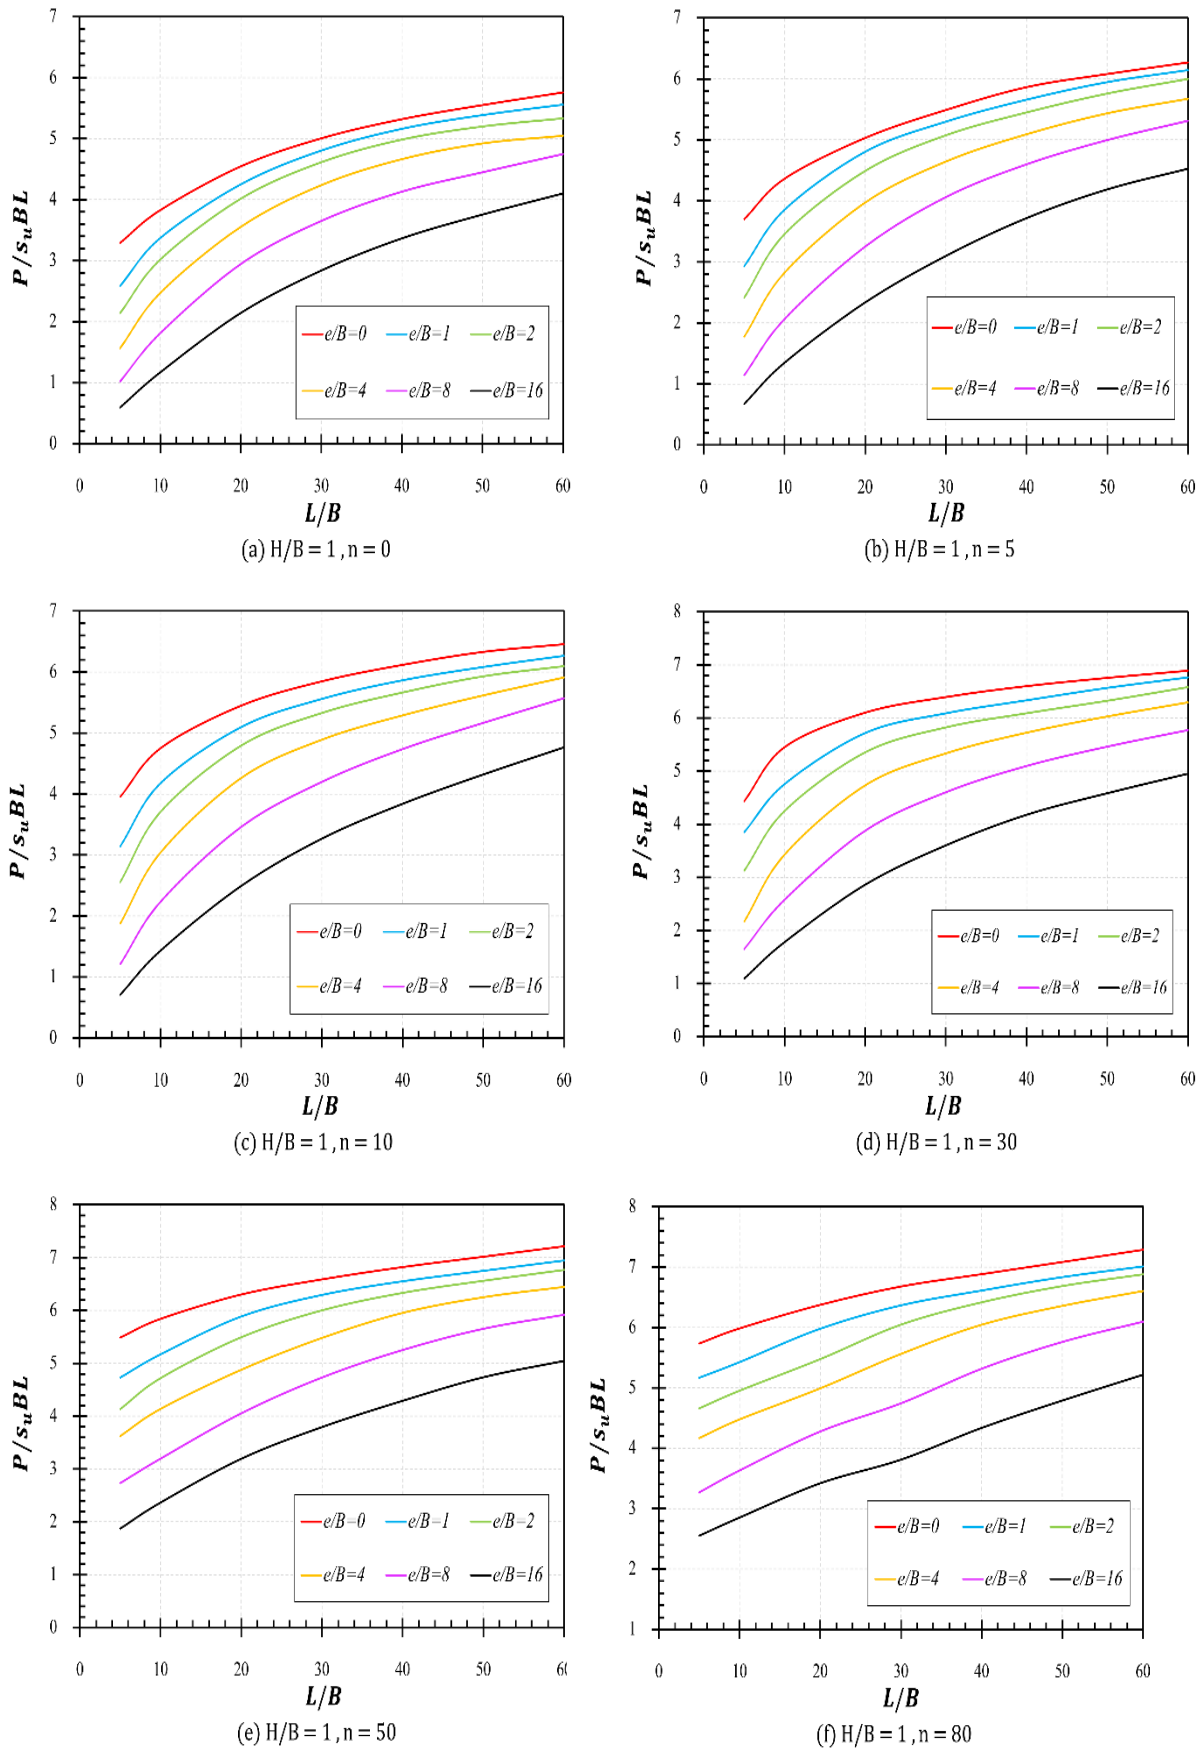 7
6
5
4
3
2
1
0
P/s_uBL
e/B=0 e/B=1 e/B=2
e/B=4 e/B=8 e/B=16
0 10 20 30 40 50 60
L/B
(a) H/B = 1 , n = 0
7
6
5
4
3
2
1
0
P/s_uBL
e/B=0 e/B=1 e/B=2
e/B=4 e/B=8 e/B=16
0 10 20 30 40 50 60
L/B
(b) H/B = 1 , n = 5
7
6
5
4
3
2
1
0
P/s_uBL
e/B=0 e/B=1 e/B=2
e/B=4 e/B=8 e/B=16
0 10 20 30 40 50 60
L/B
(c) H/B = 1 , n = 10
8
7
6
5
4
3
2
1
0
P/s_uBL
e/B=0 e/B=1 e/B=2
e/B=4 e/B=8 e/B=16
0 10 20 30 40 50 60
L/B
(d) H/B = 1 , n = 30
8
7
6
5
4
3
2
1
0
P/s_uBL
e/B=0 e/B=1 e/B=2
e/B=4 e/B=8 e/B=16
0 10 20 30 40 50 60
L/B
(e) H/B = 1 , n = 50
8
7
6
5
4
3
2
1
P/s_uBL
e/B=0 e/B=1 e/B=2
e/B=4 e/B=8 e/B=16
0 10 20 30 40 50 60
L/B
(f) H/B = 1 , n = 80